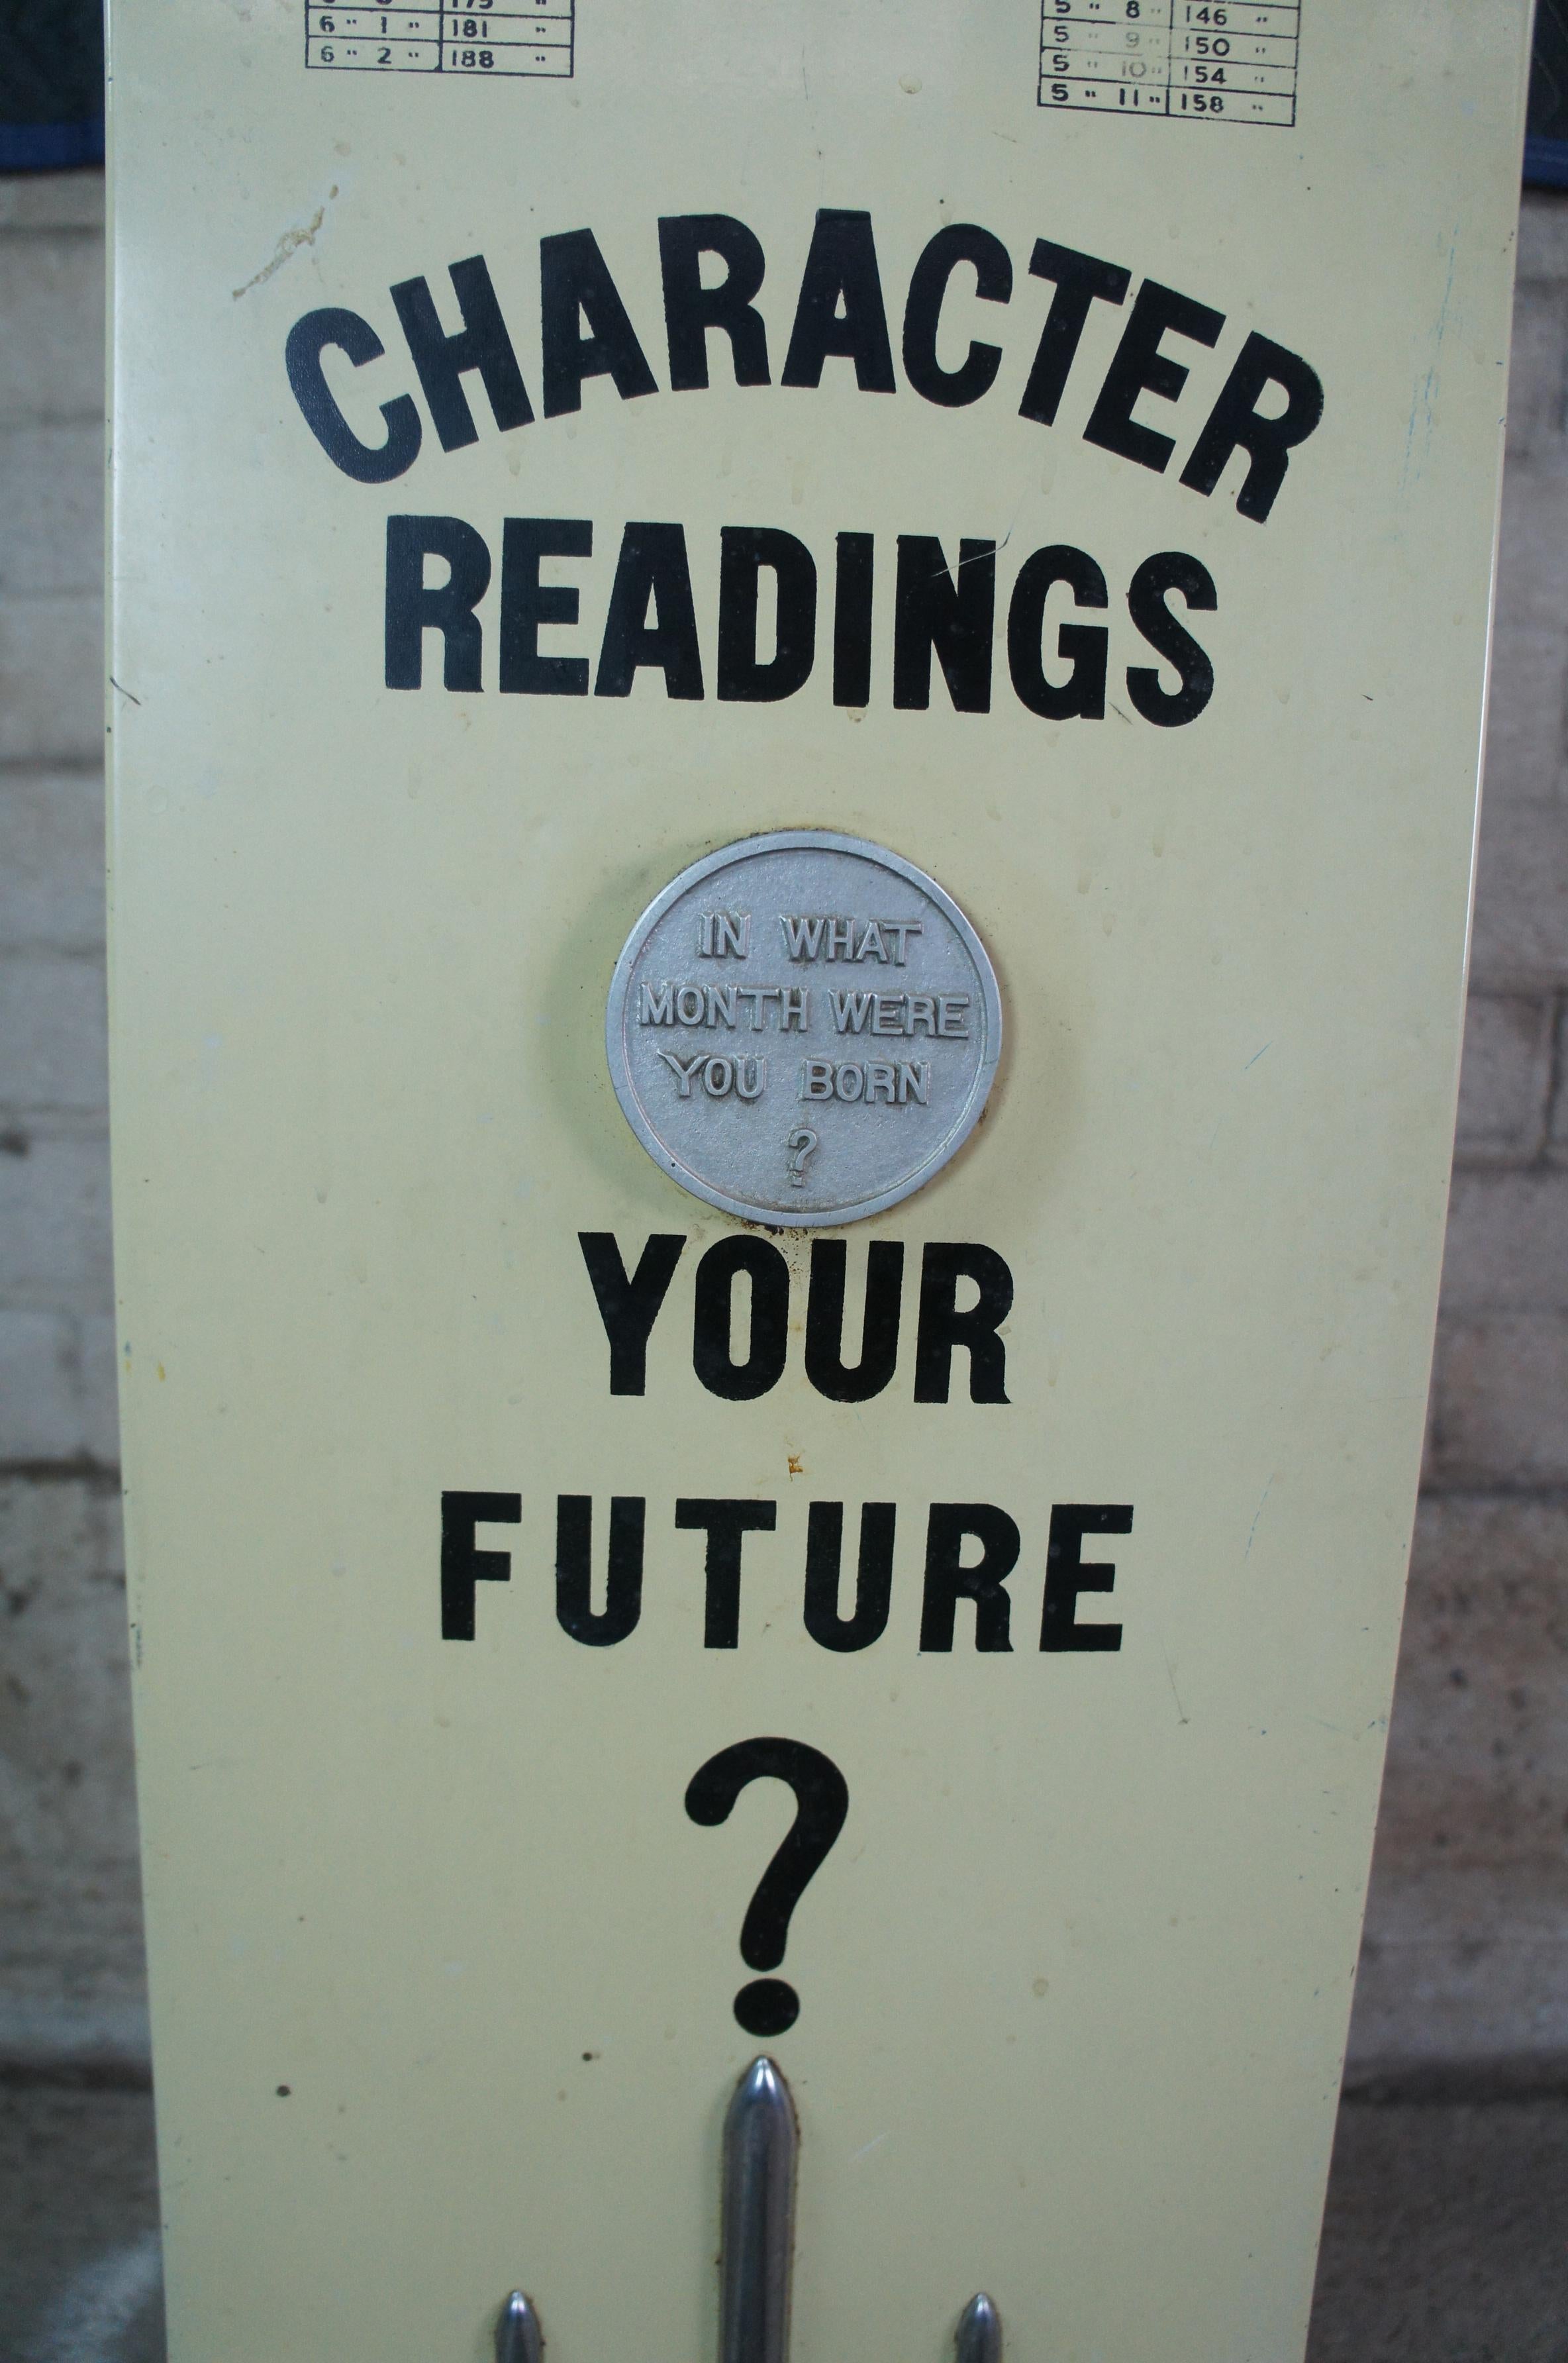 6 " 1 " 181 "
6 " 2 " 188 "
5 " 8 " 146 "
5 " 9 " 150 "
5 " 10 " 154 "
5 " 11 " 158 "
CHARACTER
READINGS
IN WHAT
MONTH WERE
YOU BORN
?
YOUR
FUTURE
?